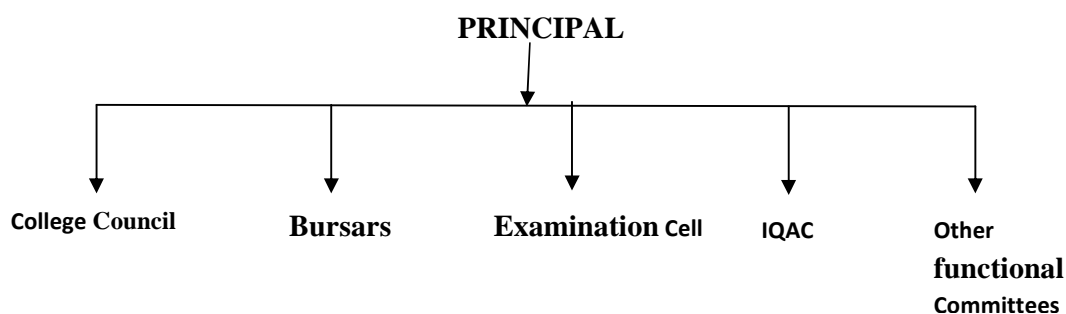 PRINCIPAL
College Council
Bursars
Examination Cell
IQAC
Other
functional
Committees